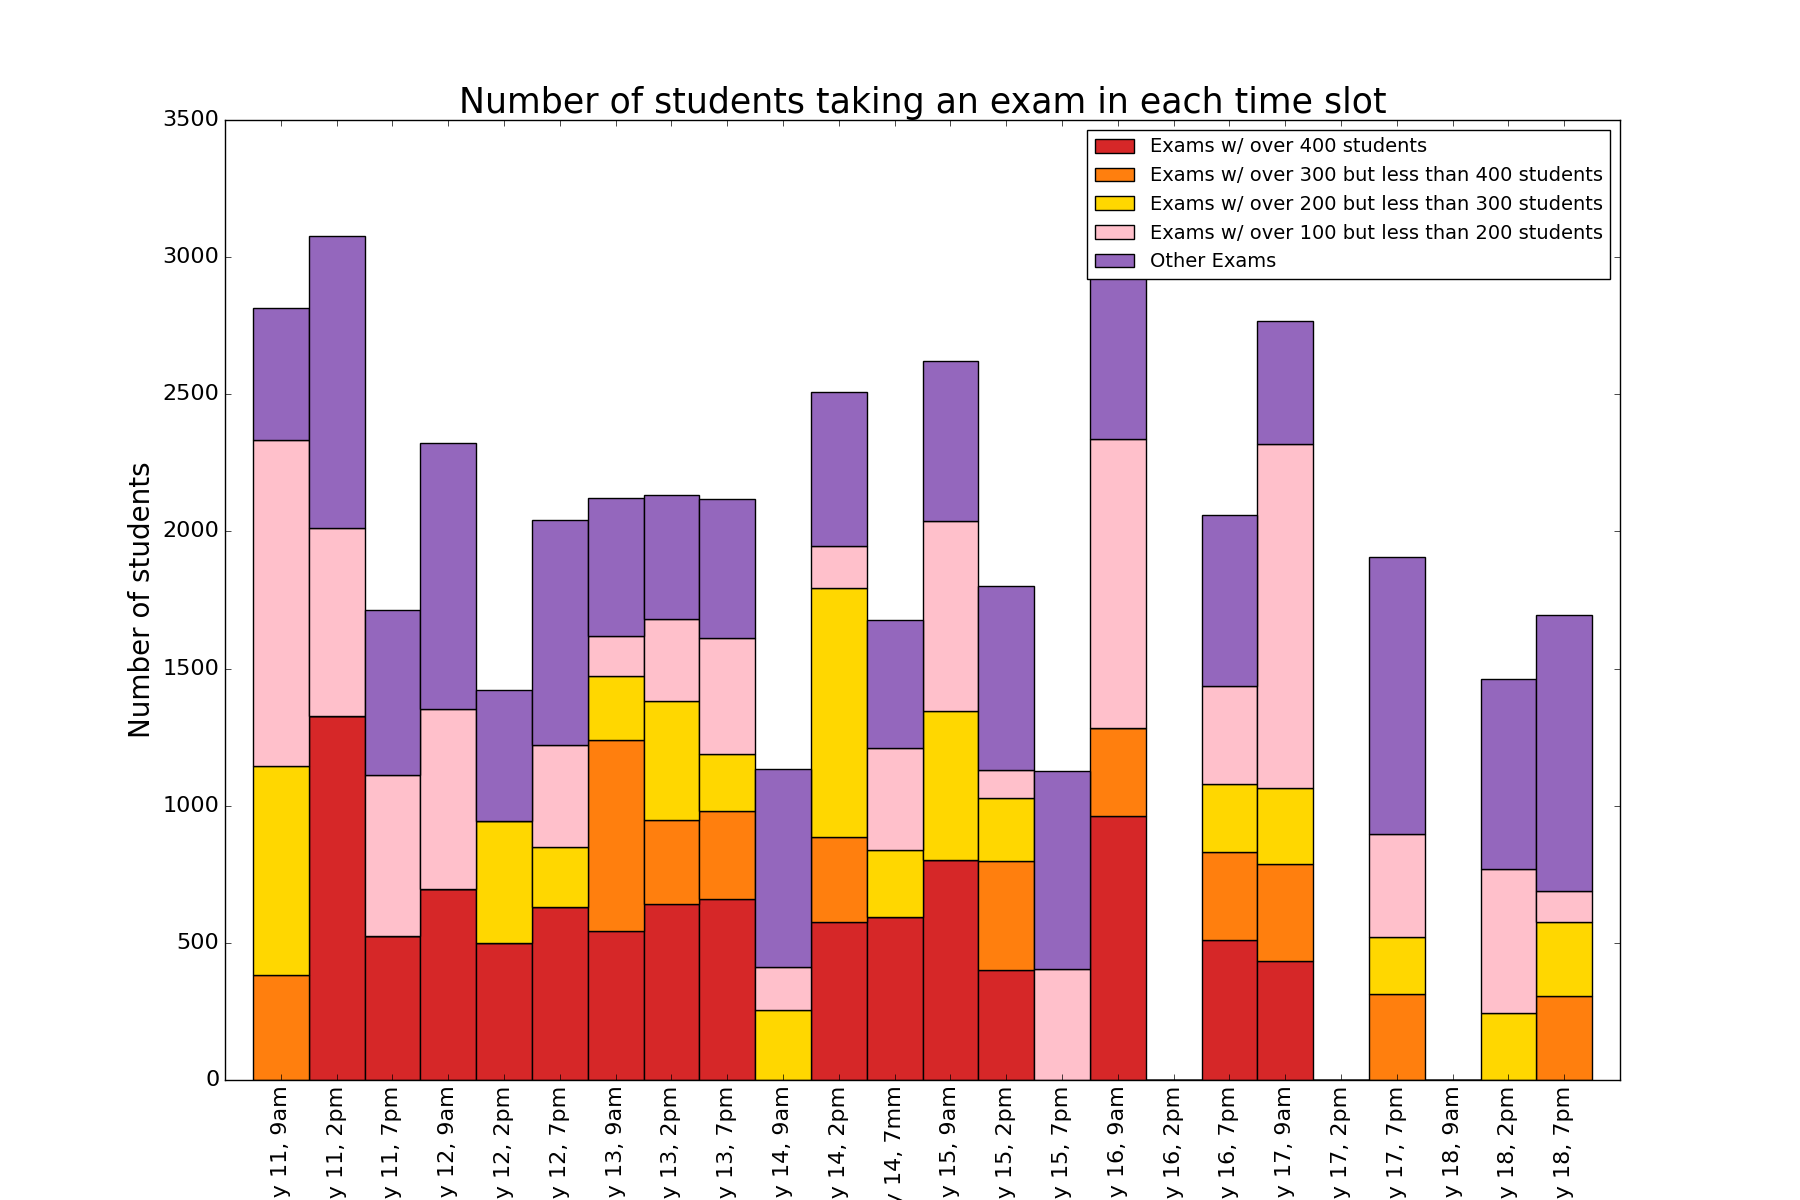 Number of students taking an exam in each time slot
Exams w/ over 400 students
Exams w/ over 300 but less than 400 students
Exams w/ over 200 but less than 300 students
Exams w/ over 100 but less than 200 students
Other Exams
Number of students
3500
3000
2500
2000
1500
1000
500
0
y 11, 9am
y 11, 2pm
y 11, 7pm
y 12, 9am
y 12, 2pm
y 12, 7pm
y 13, 9am
y 13, 2pm
y 13, 7pm
y 14, 9am
y 14, 2pm
y 14, 7mm
y 15, 9am
y 15, 2pm
y 15, 7pm
y 16, 9am
y 16, 2pm
y 16, 7pm
y 17, 9am
y 17, 2pm
y 17, 7pm
y 18, 9am
y 18, 2pm
y 18, 7pm